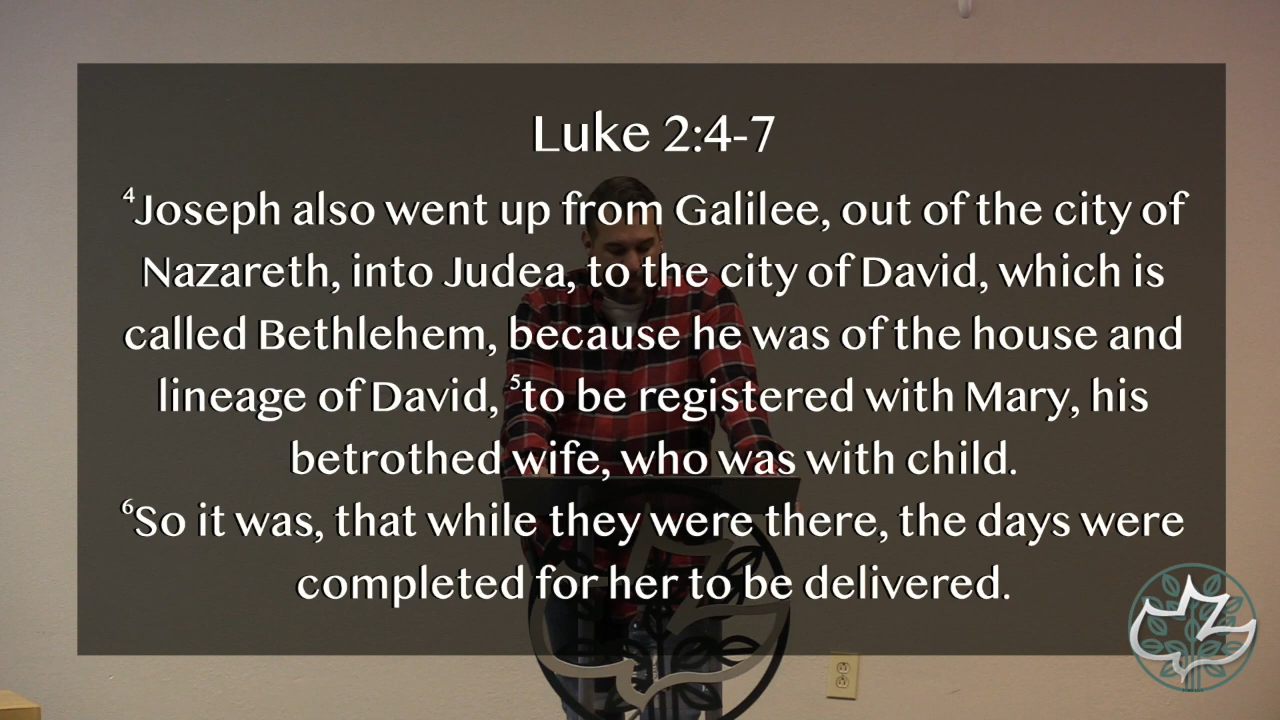 Luke 2:4-7
⁴Joseph also went up from Galilee, out of the city of
Nazareth, into Judea, to the city of David, which is
called Bethlehem, because he was of the house and
lineage of David, ⁵to be registered with Mary, his
betrothed wife, who was with child.
⁶So it was, that while they were there, the days were
completed for her to be delivered.